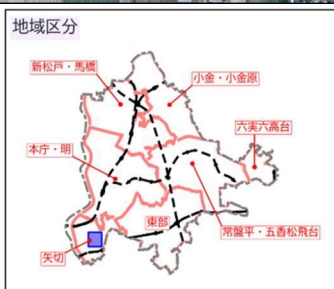 地域区分
新松戸・馬橋
小金・小金原
六実六高台
本庁・明
東部
常盤平・五香松飛台
矢切